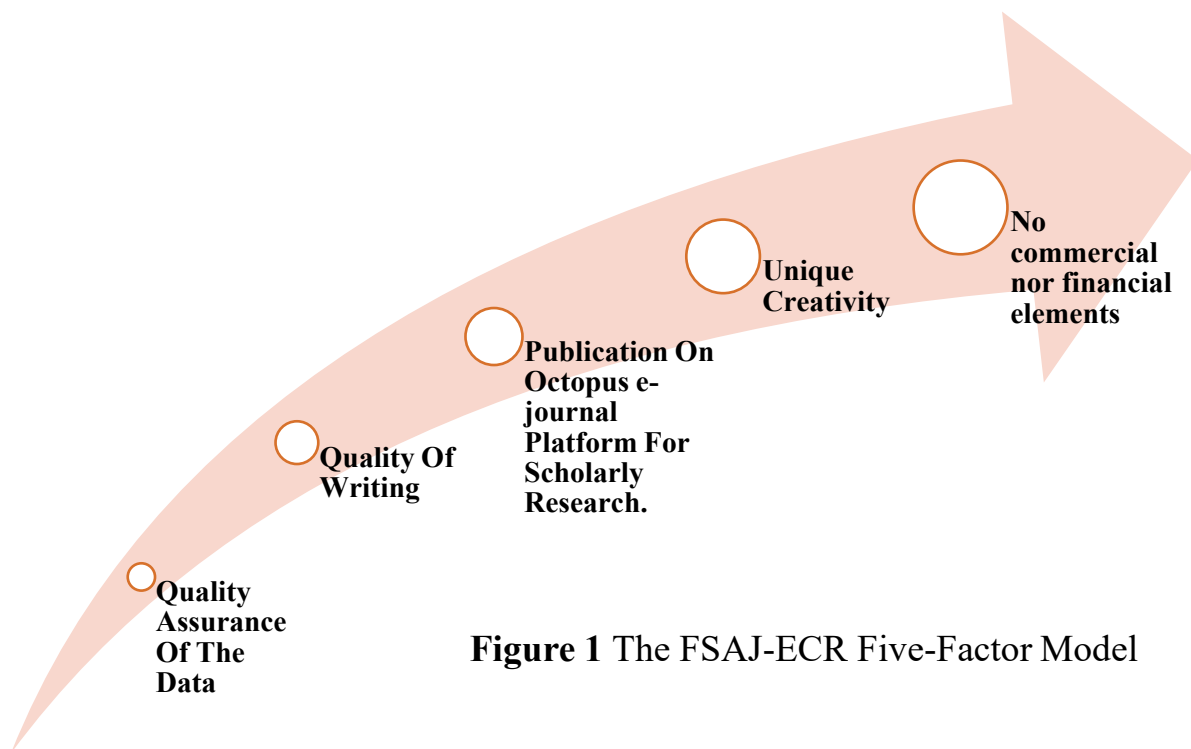 No
commercial
nor financial
elements
Unique
Creativity
Publication On
Octopus e-
journal
Platform For
Scholarly
Research.
Quality Of
Writing
Quality
Assurance
Of The
Data
Figure 1 The FSAJ-ECR Five-Factor Model